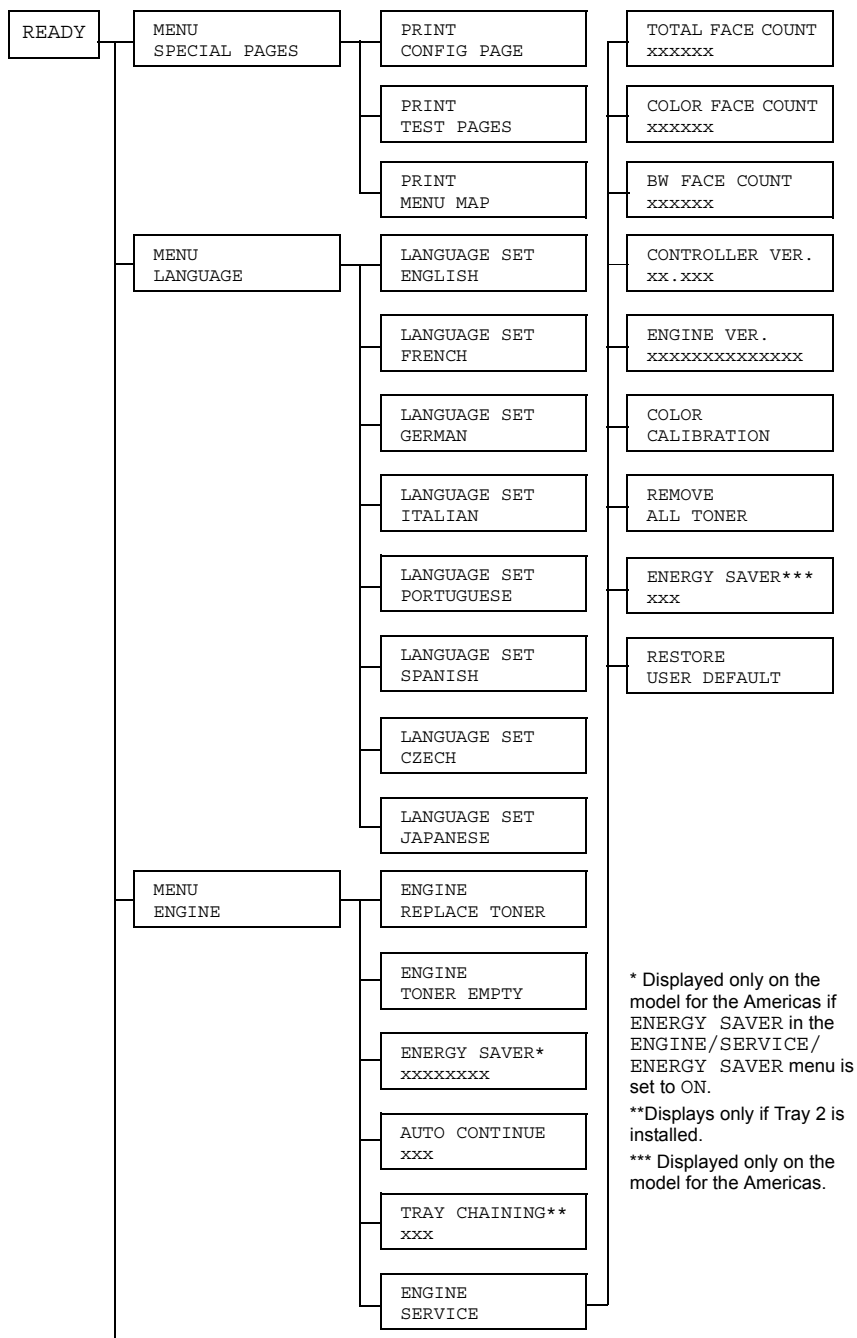 READY
MENU
SPECIAL PAGES
PRINT
CONFIG PAGE
PRINT
TEST PAGES
PRINT
MENU MAP
MENU
LANGUAGE
LANGUAGE SET
ENGLISH
LANGUAGE SET
FRENCH
LANGUAGE SET
GERMAN
LANGUAGE SET
ITALIAN
LANGUAGE SET
PORTUGUESE
LANGUAGE SET
SPANISH
LANGUAGE SET
CZECH
LANGUAGE SET
JAPANESE
MENU
ENGINE
ENGINE
REPLACE TONER
ENGINE
TONER EMPTY
ENERGY SAVER*
xxxxxxxx
AUTO CONTINUE
xxx
TRAY CHAINING**
xxx
ENGINE
SERVICE
TOTAL FACE COUNT
xxxxxx
COLOR FACE COUNT
xxxxxx
BW FACE COUNT
xxxxxx
CONTROLLER VER.
xx.xxx
ENGINE VER.
xxxxxxxxxxxxxx
COLOR
CALIBRATION
REMOVE
ALL TONER
ENERGY SAVER***
xxx
RESTORE
USER DEFAULT
* Displayed only on the
model for the Americas if
ENERGY SAVER in the
ENGINE/SERVICE/
ENERGY SAVER menu is
set to ON.
**Displays only if Tray 2 is
installed.
*** Displayed only on the
model for the Americas.